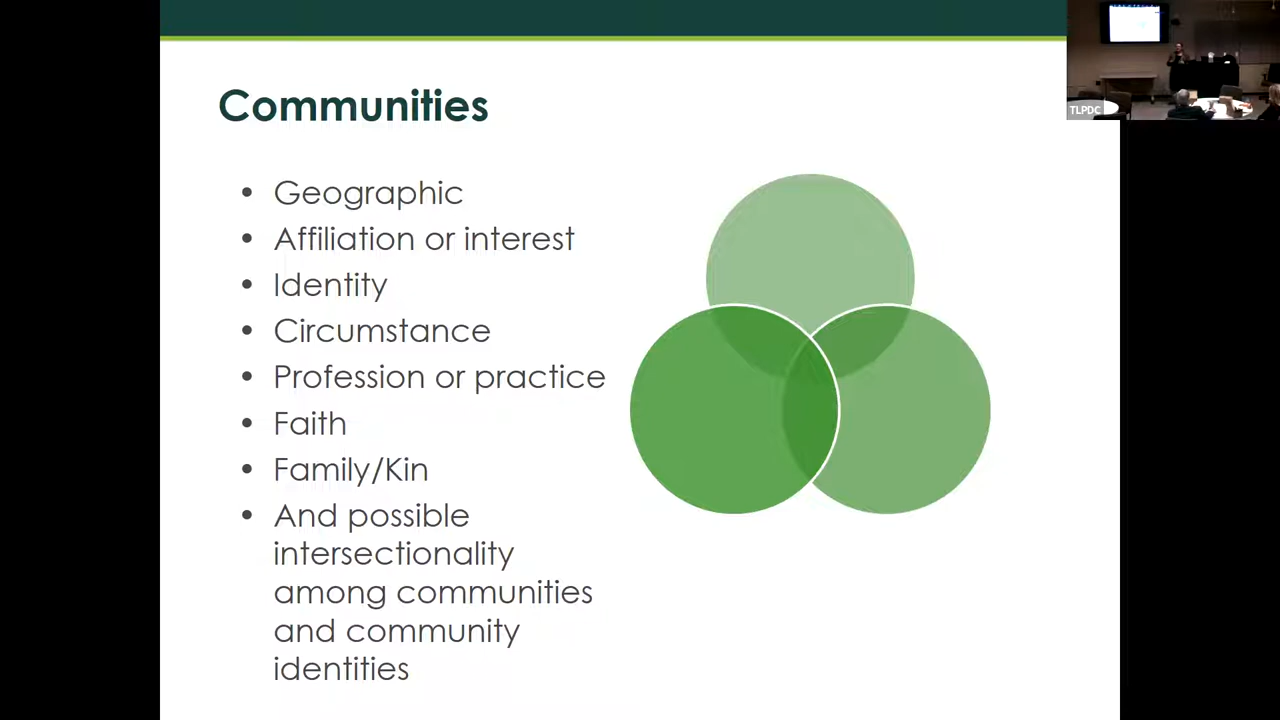 Communities
• Geographic
• Affiliation or interest
• Identity
• Circumstance
• Profession or practice
• Faith
• Family/Kin
• And possible
intersectionality
among communities
and community
identities
TLPDC